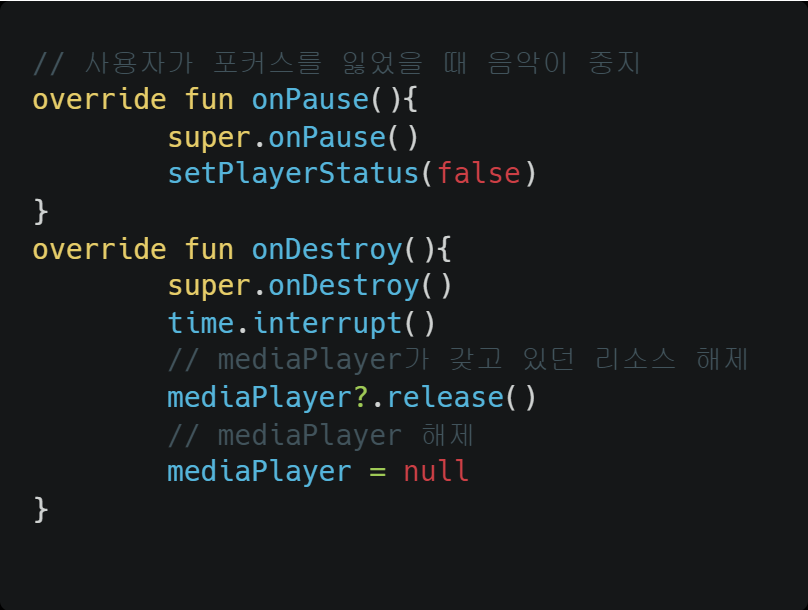 // 사용자가 포커스를 잃었을 때 음악이 중지
override fun onPause(){
super.onPause()
setPlayerStatus(false)
}
override fun onDestroy(){
super.onDestroy()
time.interrupt()
// mediaPlayer가 갖고 있던 리소스 해제
mediaPlayer?.release()
// mediaPlayer 해제
mediaPlayer = null
}